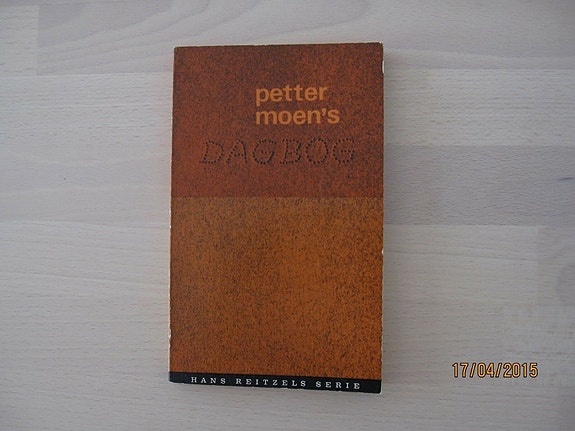 petter
moen's
DAGBOG
HANS REITZELS SERIE
17/04/2015